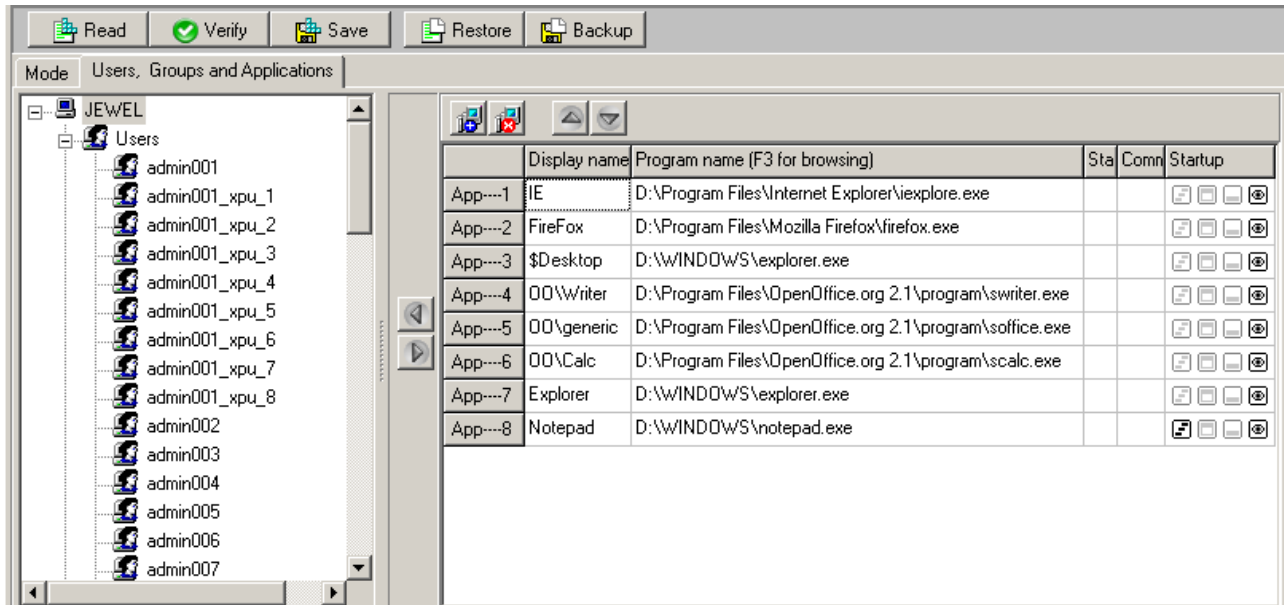 Read Verify Save Restore Backup
Mode Users, Groups and Applications
JEWEL
Users
admin001
admin001_xpu_1
admin001_xpu_2
admin001_xpu_3
admin001_xpu_4
admin001_xpu_5
admin001_xpu_6
admin001_xpu_7
admin001_xpu_8
admin002
admin003
admin004
admin005
admin006
admin007
Display name Program name (F3 for browsing) Sta Comn Startup
App----1 IE D:\Program Files\Internet Explorer\iexplore.exe
App----2 FireFox D:\Program Files\Mozilla Firefox\firefox.exe
App----3 $Desktop D:\WINDOWS\explorer.exe
App----4 OO\Writer D:\Program Files\OpenOffice.org 2.1\program\swriter.exe
App----5 OO\generic D:\Program Files\OpenOffice.org 2.1\program\soffice.exe
App----6 OO\Calc D:\Program Files\OpenOffice.org 2.1\program\scalc.exe
App----7 Explorer D:\WINDOWS\explorer.exe
App----8 Notepad D:\WINDOWS\notepad.exe